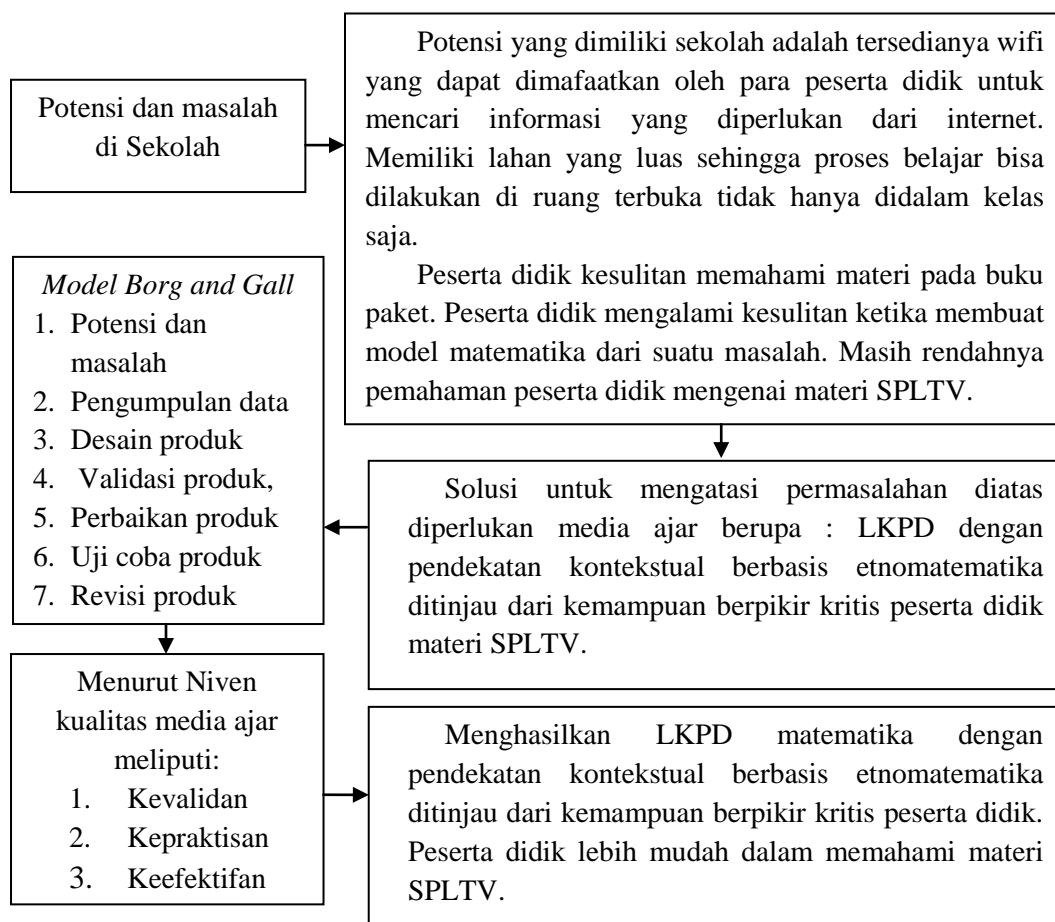 Potensi dan masalah
di Sekolah
Potensi yang dimiliki sekolah adalah tersedianya wifi
yang dapat dimafaatkan oleh para peserta didik untuk
mencari informasi yang diperlukan dari internet.
Memiliki lahan yang luas sehingga proses belajar bisa
dilakukan di ruang terbuka tidak hanya didalam kelas
saja.
Peserta didik kesulitan memahami materi pada buku
paket. Peserta didik mengalami kesulitan ketika membuat
model matematika dari suatu masalah. Masih rendahnya
pemahaman peserta didik mengenai materi SPLTV.
Solusi untuk mengatasi permasalahan diatas
diperlukan media ajar berupa : LKPD dengan
pendekatan kontekstual berbasis etnomatematika
ditinjau dari kemampuan berpikir kritis peserta didik
materi SPLTV.
Model Borg and Gall
1. Potensi dan
masalah
2. Pengumpulan data
3. Desain produk
4. Validasi produk,
5. Perbaikan produk
6. Uji coba produk
7. Revisi produk
Menurut Niven
kualitas media ajar
meliputi:
1. Kevalidan
2. Kepraktisan
3. Keefektifan
Menghasilkan LKPD matematika dengan
pendekatan kontekstual berbasis etnomatematika
ditinjau dari kemampuan berpikir kritis peserta didik.
Peserta didik lebih mudah dalam memahami materi
SPLTV.